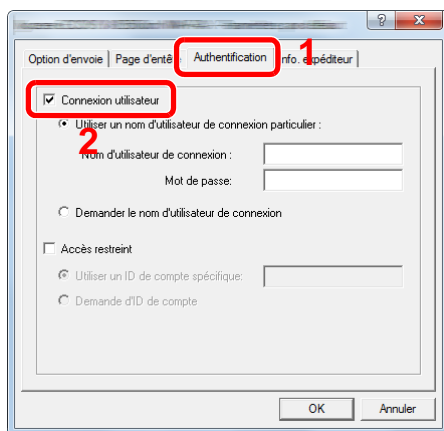 Option d'envoie Page d'entê Authentification 1 nfo. expéditeur
Connexion utilisateur
2
Utiliser un nom d'utilisateur de connexion particulier :
Nom d'utilisateur de connexion :
Mot de passe:
Demander le nom d'utilisateur de connexion
Accès restreint
Utiliser un ID de compte spécifique:
Demande d'ID de compte
OK Annuler